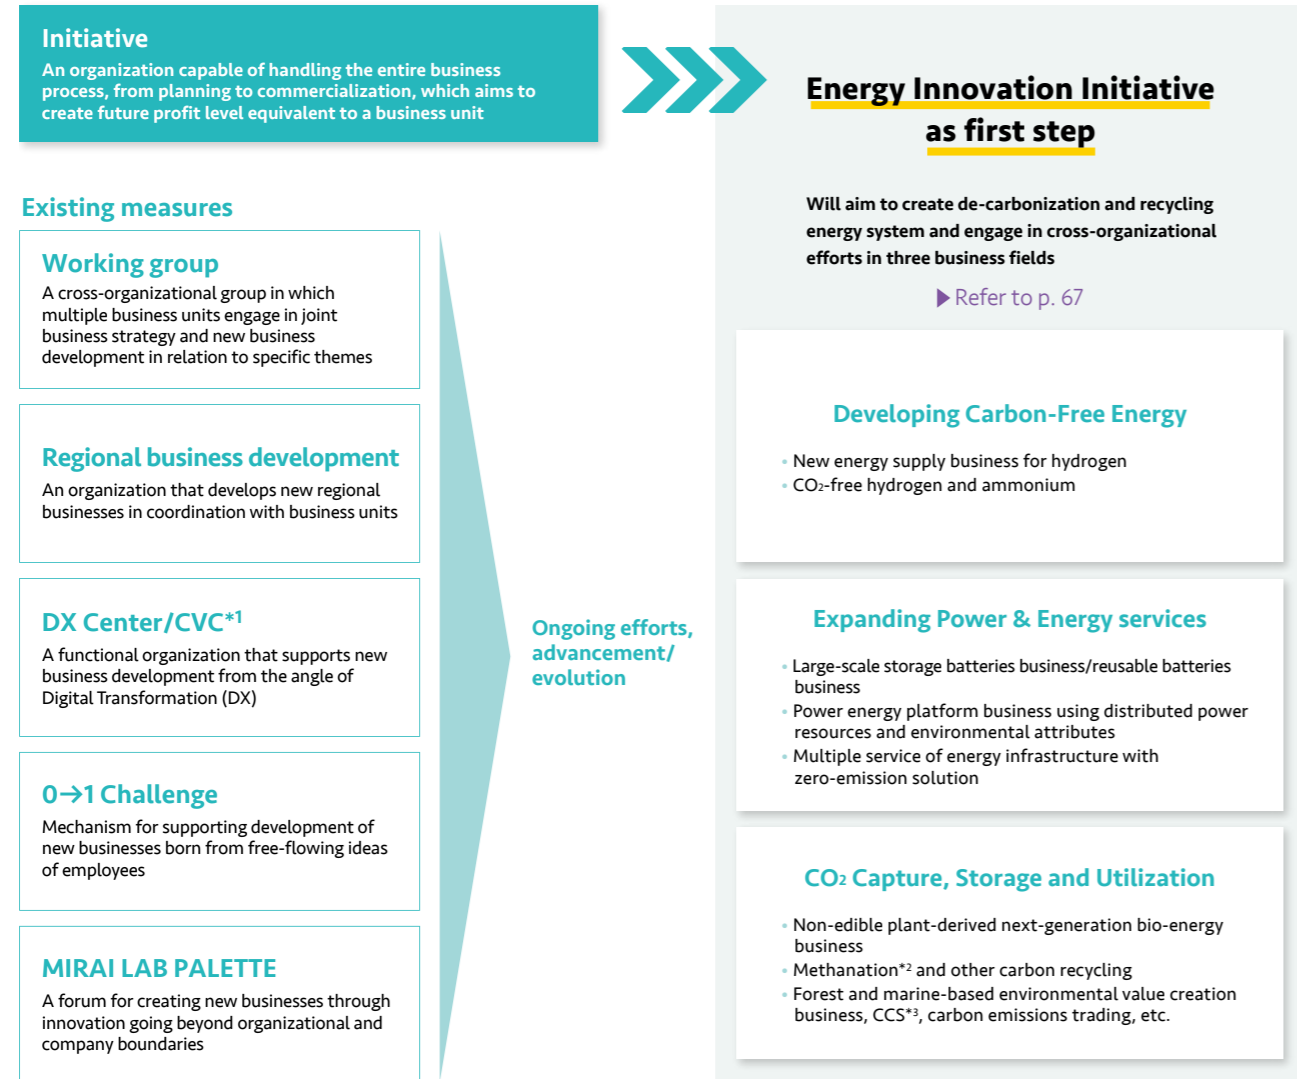 Initiative
An organization capable of handling the entire business
process, from planning to commercialization, which aims to
create future profit level equivalent to a business unit
Existing measures
Working group
A cross-organizational group in which
multiple business units engage in joint
business strategy and new business
development in relation to specific themes
Regional business development
An organization that develops new regional
businesses in coordination with business units
DX Center/CVC*1
A functional organization that supports new
business development from the angle of
Digital Transformation (DX)
0→1 Challenge
Mechanism for supporting development of
new businesses born from free-flowing ideas
of employees
MIRAI LAB PALETTE
A forum for creating new businesses through
innovation going beyond organizational and
company boundaries
Ongoing efforts,
advancement/
evolution
Energy Innovation Initiative
as first step
Will aim to create de-carbonization and recycling
energy system and engage in cross-organizational
efforts in three business fields
▶Refer to p. 67
Developing Carbon-Free Energy
• New energy supply business for hydrogen
• CO2-free hydrogen and ammonium
Expanding Power & Energy services
• Large-scale storage batteries business/reusable batteries
business
• Power energy platform business using distributed power
resources and environmental attributes
• Multiple service of energy infrastructure with
zero-emission solution
CO2 Capture, Storage and Utilization
• Non-edible plant-derived next-generation bio-energy
business
• Methanation*2 and other carbon recycling
• Forest and marine-based environmental value creation
business, CCS*3, carbon emissions trading, etc.